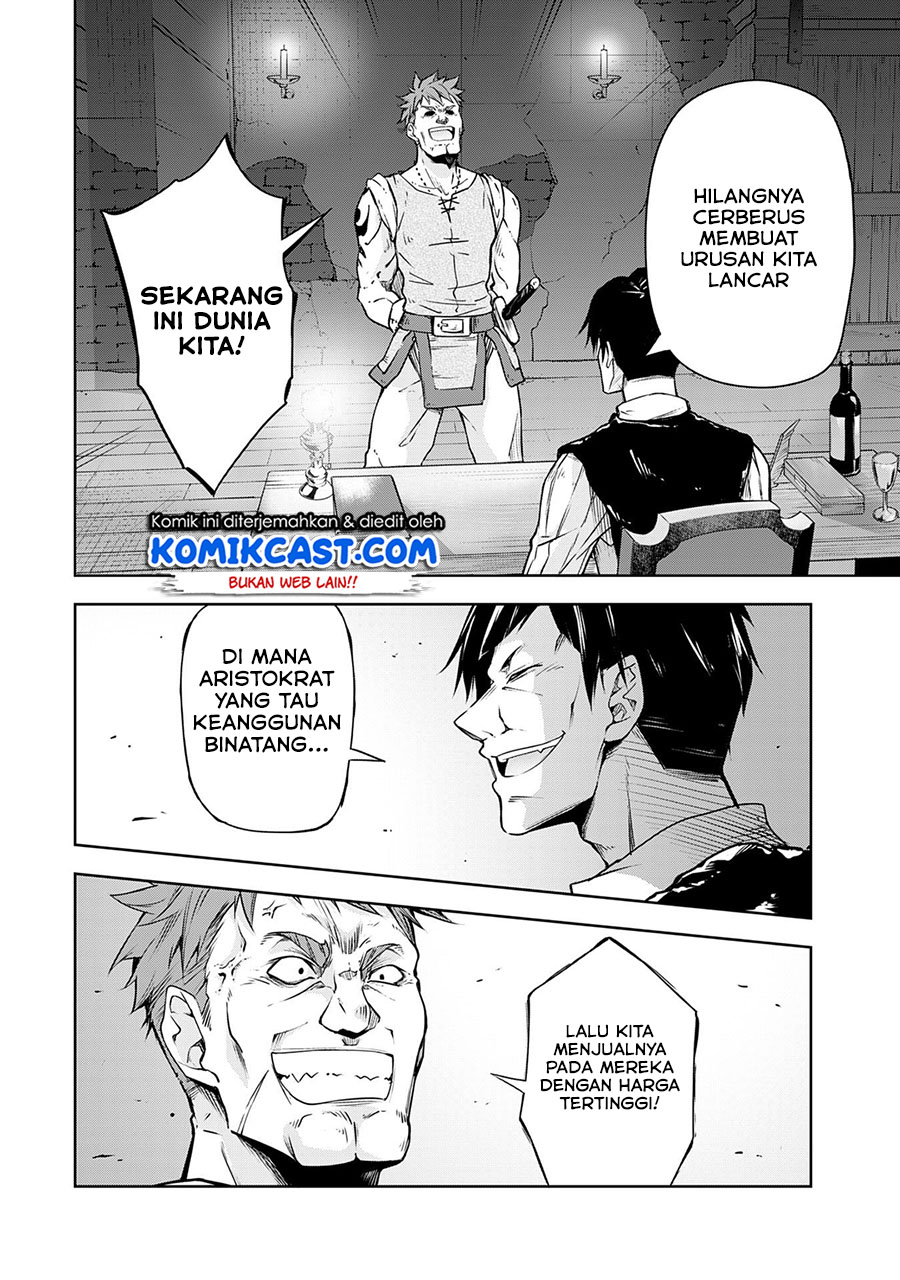 HILANGNYA
CERBERUS
MEMBUAT
URUSAN KITA
LANCAR
SEKARANG
INI DUNIA
KITA!
Komik ini diterjemahkan & diedit oleh
KOMIKCAST.COM
BUKAN WEB LAIN!!
DI MANA
ARISTOKRAT
YANG TAU
KEANGGUNAN
BINATANG...
LALU KITA
MENJUALNYA
PADA MEREKA
DENGAN HARGA
TERTINGGI!